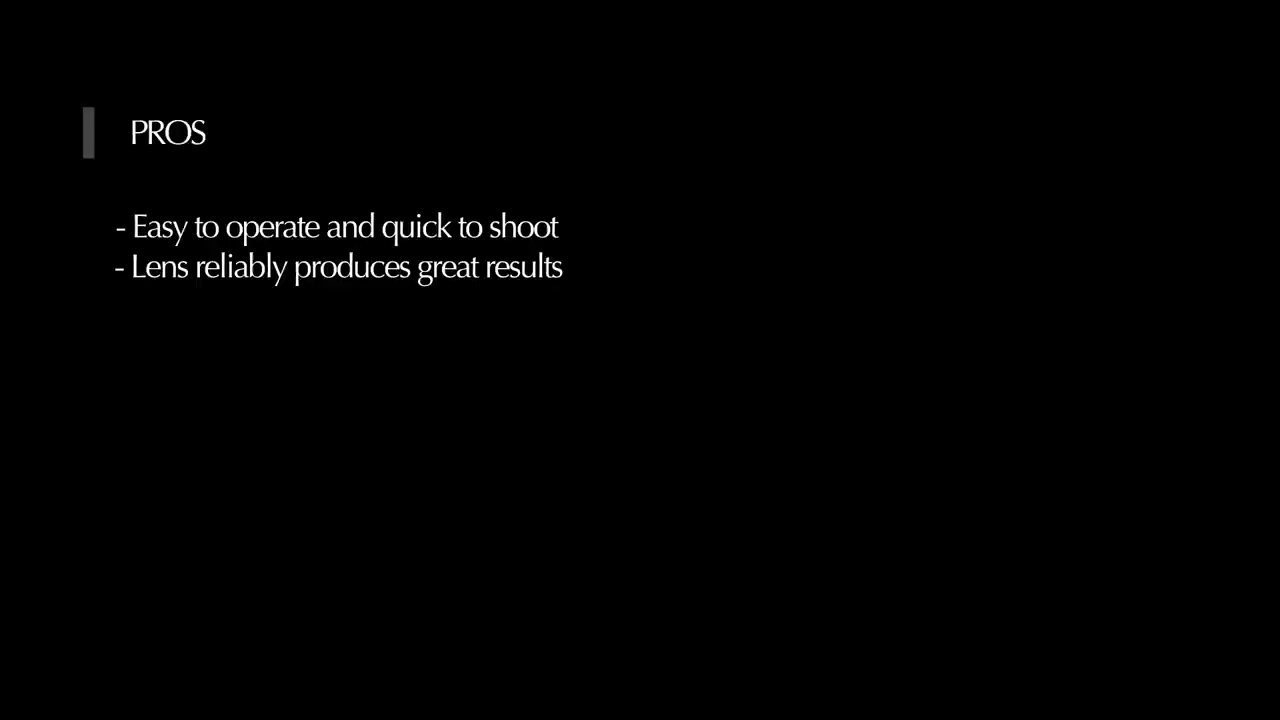 PROS
- Easy to operate and quick to shoot
- Lens reliably produces great results